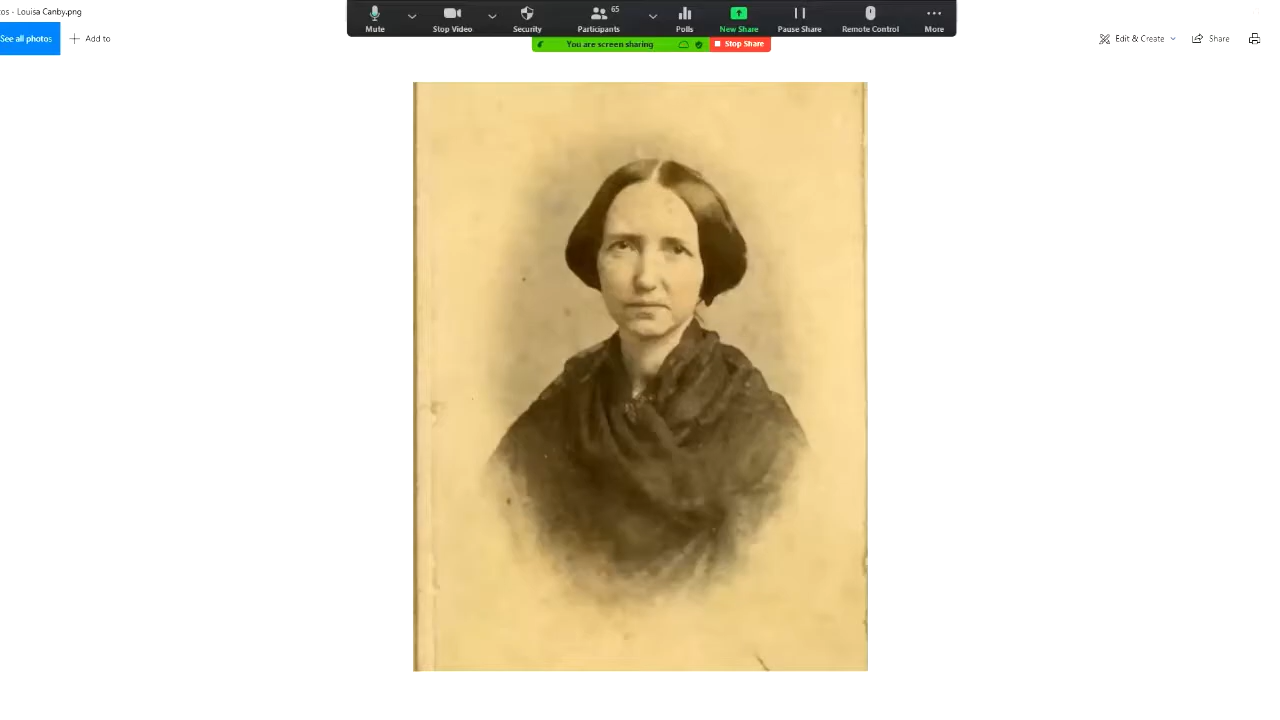 os - Louisa Canby.png
See all photos
Add to
Mute
Stop Video
Security
65
Participants
Polls
New Share
Pause Share
Remote Control
More
You are screen sharing
Stop Share
Edit & Create
Share